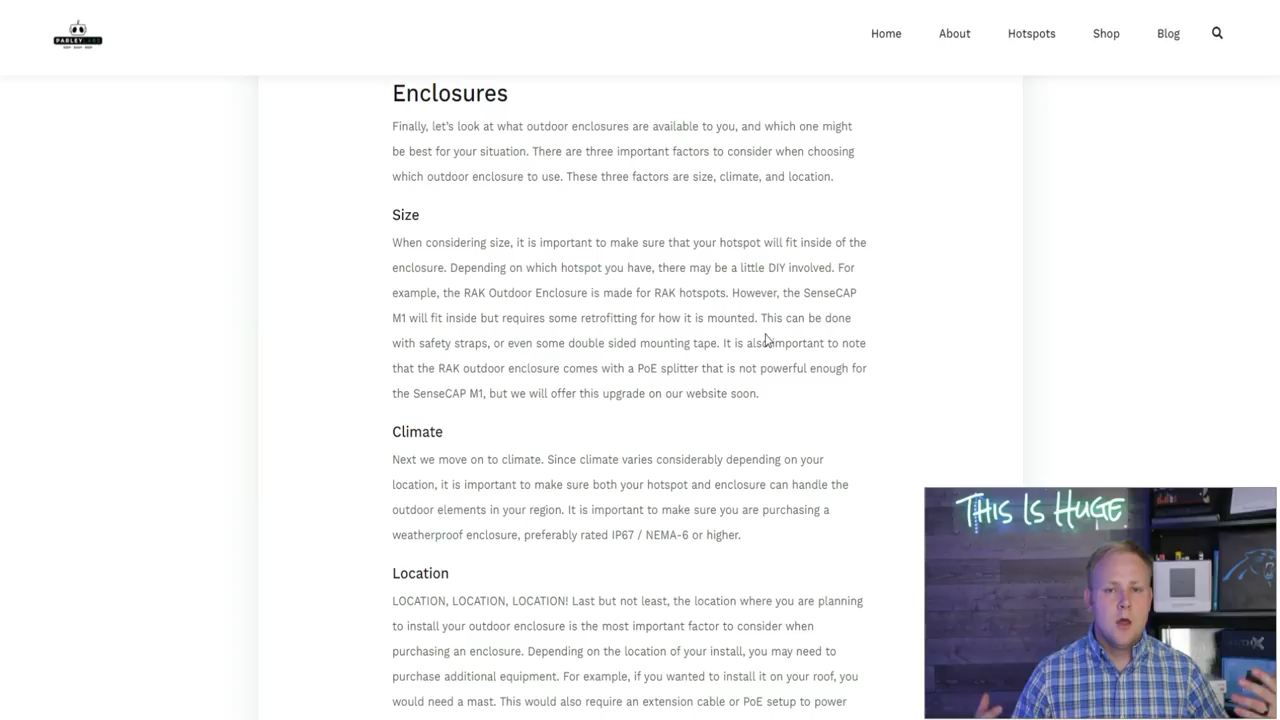 PARLEY LABS
Home
About
Hotspots
Shop
Blog
Enclosures
Finally, let's look at what outdoor enclosures are available to you, and which one might
be best for your situation. There are three important factors to consider when choosing
which outdoor enclosure to use. These three factors are size, climate, and location.
Size
When considering size, it is important to make sure that your hotspot will fit inside of the
enclosure. Depending on which hotspot you have, there may be a little DIY involved. For
example, the RAK Outdoor Enclosure is made for RAK hotspots. However, the SenseCAP
M1 will fit inside but requires some retrofitting for how it is mounted. This can be done
with safety straps, or even some double sided mounting tape. It is also important to note
that the RAK outdoor enclosure comes with a PoE splitter that is not powerful enough for
the SenseCAP M1, but we will offer this upgrade on our website soon.
Climate
Next we move on to climate. Since climate varies considerably depending on your
location, it is important to make sure both your hotspot and enclosure can handle the
outdoor elements in your region. It is important to make sure you are purchasing a
weatherproof enclosure, preferably rated IP67 / NEMA-6 or higher.
Location
LOCATION, LOCATION, LOCATION! Last but not least, the location where you are planning
to install your outdoor enclosure is the most important factor to consider when
purchasing an enclosure. Depending on the location of your install, you may need to
purchase additional equipment. For example, if you wanted to install it on your roof, you
would need a mast. This would also require an extension cable or PoE setup to power
THIS IS HUGE